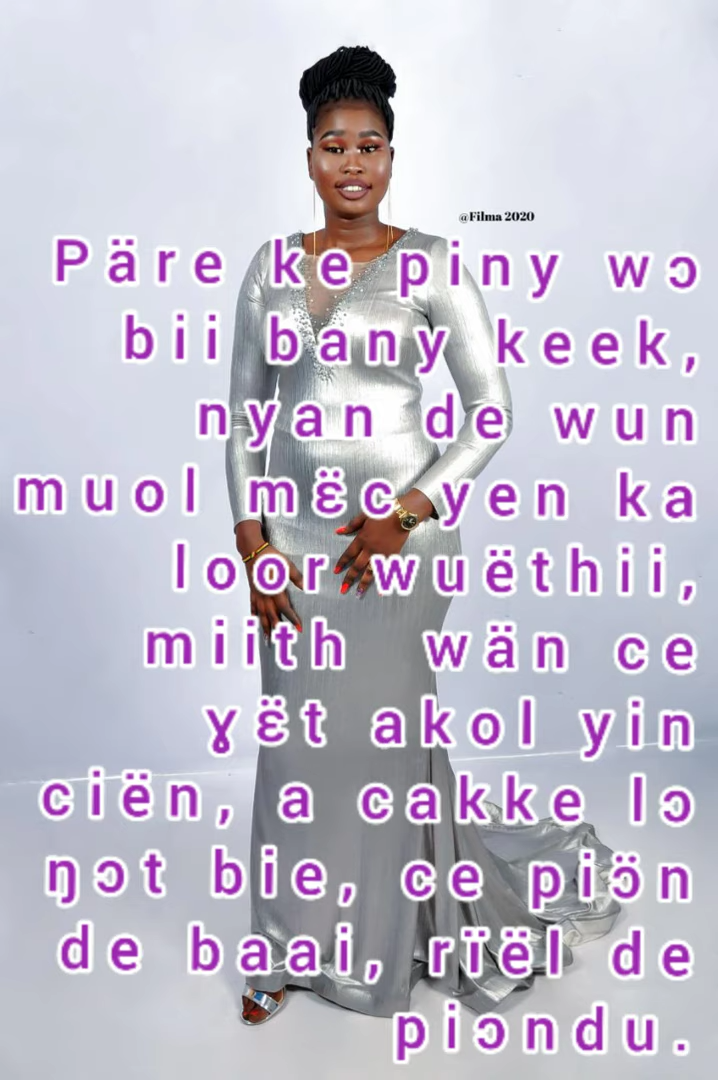 @Filma 2020
Päre ke piny wɔ
bii bany keek,
nyan de wun
muol mɛ̈c yen ka
loor wuëthii,
miith wän ce
ɣɛ̈t akol yin
ciën, a cakke lɔ
ŋɔt bie, ce piɔ̈n
de baai, rïël de
piɔndu.